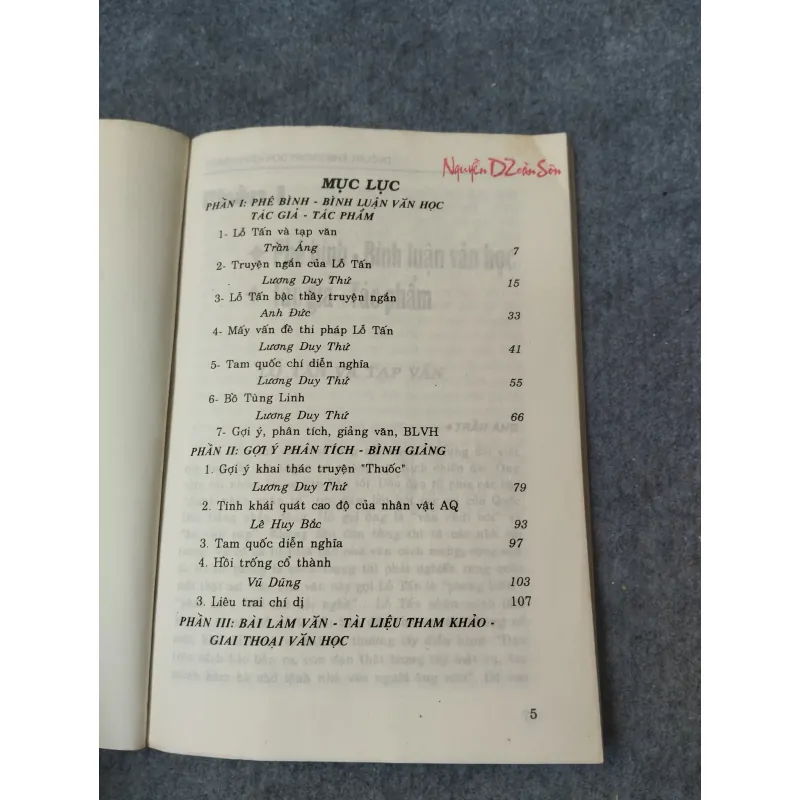 Nguyễn DZoãn Sơn
MỤC LỤC
PHẦN I: PHÊ BÌNH - BÌNH LUẬN VĂN HỌC
TÁC GIẢ - TÁC PHẨM
1- Lỗ Tấn và tạp văn
Trần Áng 7
2- Truyện ngắn của Lỗ Tấn
Lương Duy Thứ 15
3- Lỗ Tấn bậc thầy truyện ngắn
Anh Đức 33
4- Mấy vấn đề thi pháp Lỗ Tấn
Lương Duy Thứ 41
5- Tam quốc chí diễn nghĩa
Lương Duy Thứ 55
6- Bồ Tùng Linh
Lương Duy Thứ 66
7- Gợi ý, phân tích, giảng văn, BLVH
PHẦN II: GỢI Ý PHÂN TÍCH - BÌNH GIẢNG
1. Gợi ý khai thác truyện "Thuốc"
Lương Duy Thứ 79
2. Tính khái quát cao độ của nhân vật AQ
Lê Huy Bắc 93
3. Tam quốc diễn nghĩa 97
4. Hồi trống cổ thành
Vũ Dũng 103
3. Liêu trai chí dị 107
PHẦN III: BÀI LÀM VĂN - TÀI LIỆU THAM KHẢO -
GIAI THOẠI VĂN HỌC
5